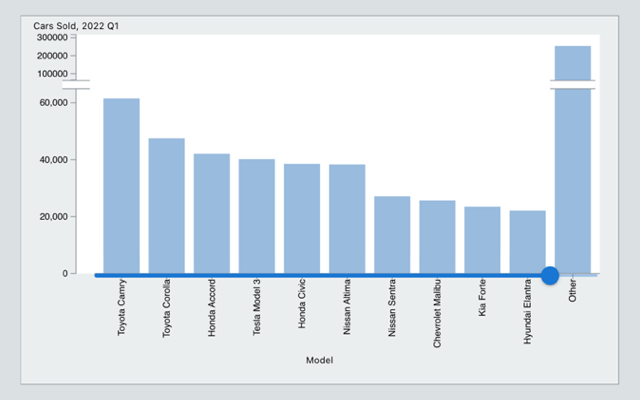 Cars Sold, 2022 Q1
300000
200000
100000
60,000
40,000
20,000
0
Toyota Camry
Toyota Corolla
Honda Accord
Tesla Model 3
Honda Civic
Nissan Altima
Nissan Sentra
Chevrolet Malibu
Kia Forte
Hyundai Elantra
Other
Model